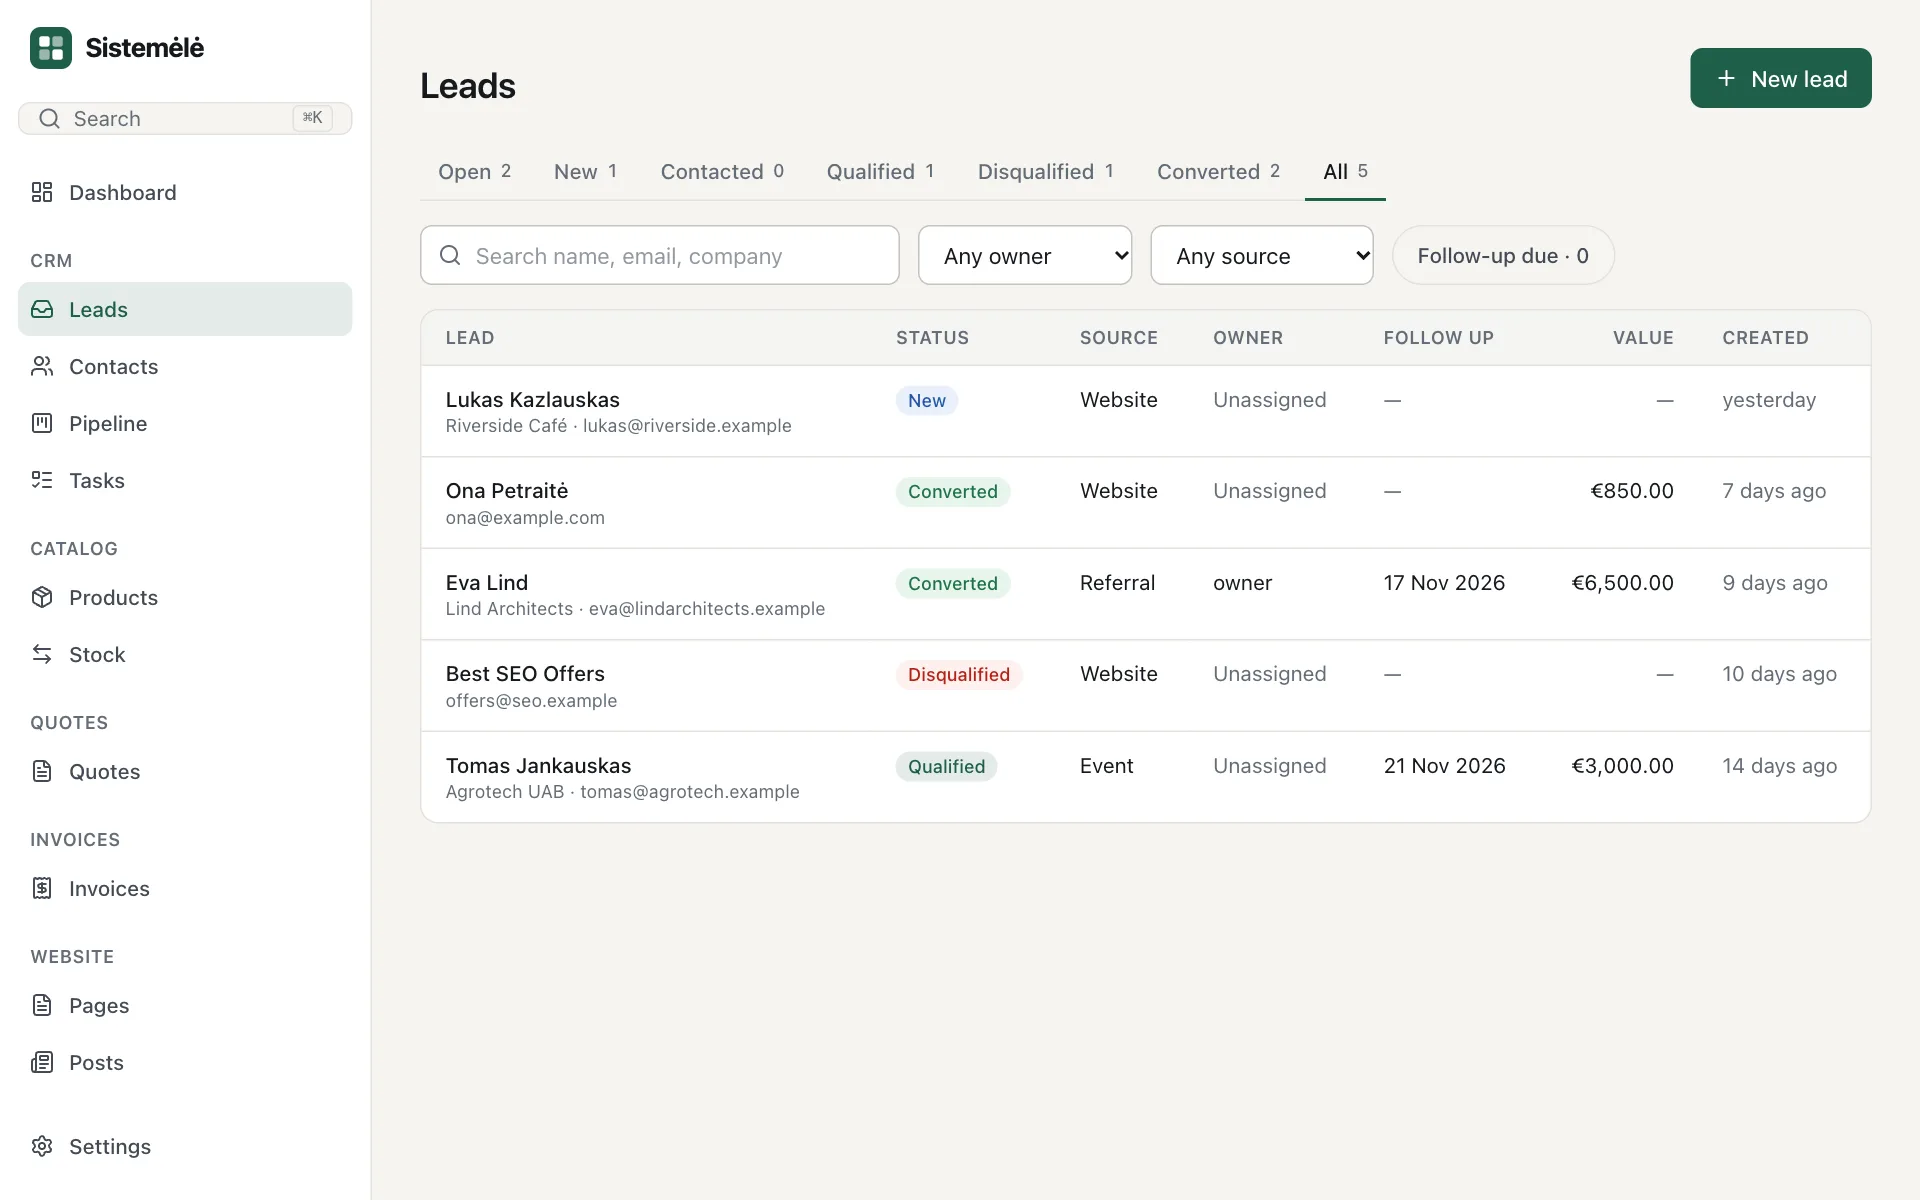 Sistemėlė
Search ⌘K
Dashboard
CRM
Leads
Contacts
Pipeline
Tasks
CATALOG
Products
Stock
QUOTES
Quotes
INVOICES
Invoices
WEBSITE
Pages
Posts
Settings
Leads
+ New lead
Open 2 New 1 Contacted 0 Qualified 1 Disqualified 1 Converted 2 All 5
Search name, email, company Any owner Any source Follow-up due · 0
LEAD STATUS SOURCE OWNER FOLLOW UP VALUE CREATED
Lukas Kazlauskas New Website Unassigned — — yesterday
Riverside Café · lukas@riverside.example
Ona Petraitė Converted Website Unassigned — €850.00 7 days ago
ona@example.com
Eva Lind Converted Referral owner 17 Nov 2026 €6,500.00 9 days ago
Lind Architects · eva@lindarchitects.example
Best SEO Offers Disqualified Website Unassigned — — 10 days ago
offers@seo.example
Tomas Jankauskas Qualified Event Unassigned 21 Nov 2026 €3,000.00 14 days ago
Agrotech UAB · tomas@agrotech.example